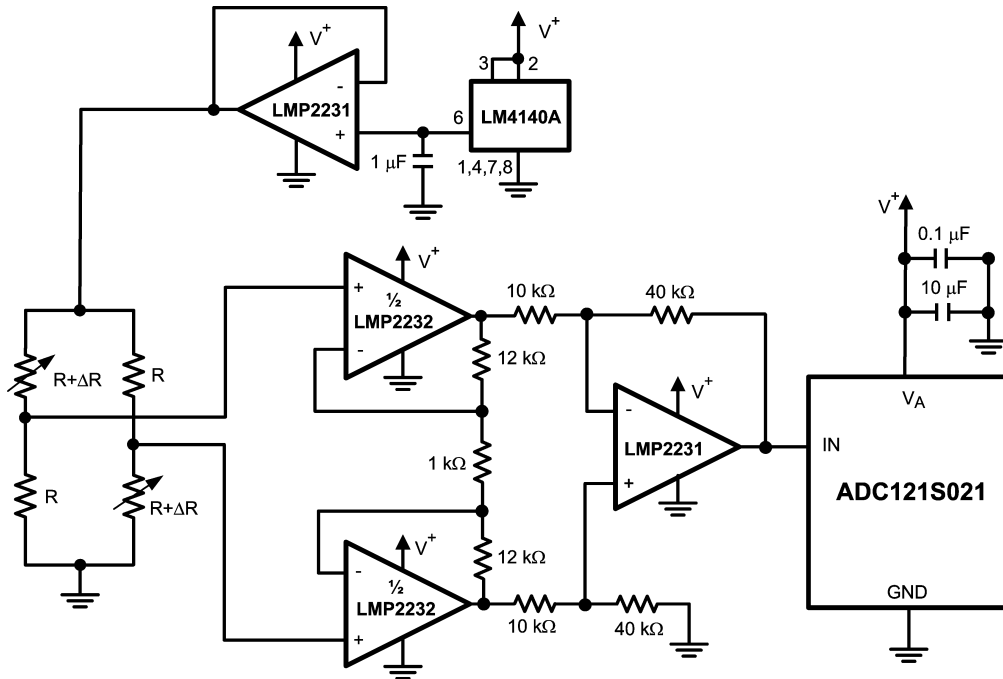 V+
LMP2231
-
+
1 µF
V+
3
2
6
LM4140A
1,4,7,8
R+ΔR
R
R
R+ΔR
V+
+
½
LMP2232
-
12 kΩ
1 kΩ
12 kΩ
V+
-
½
LMP2232
+
10 kΩ
40 kΩ
V+
-
LMP2231
+
10 kΩ
40 kΩ
V+
0.1 µF
10 µF
VA
IN
ADC121S021
GND